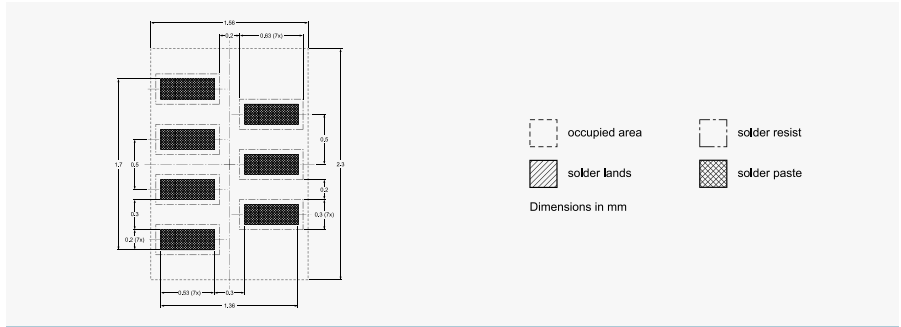 1.56
0.2
0.63 (7x)
1.7
0.5
0.5
2.3
0.2
0.3
0.3 (7x)
0.2 (7x)
0.53 (7x)
0.3
1.36
occupied area
solder resist
solder lands
solder paste
Dimensions in mm